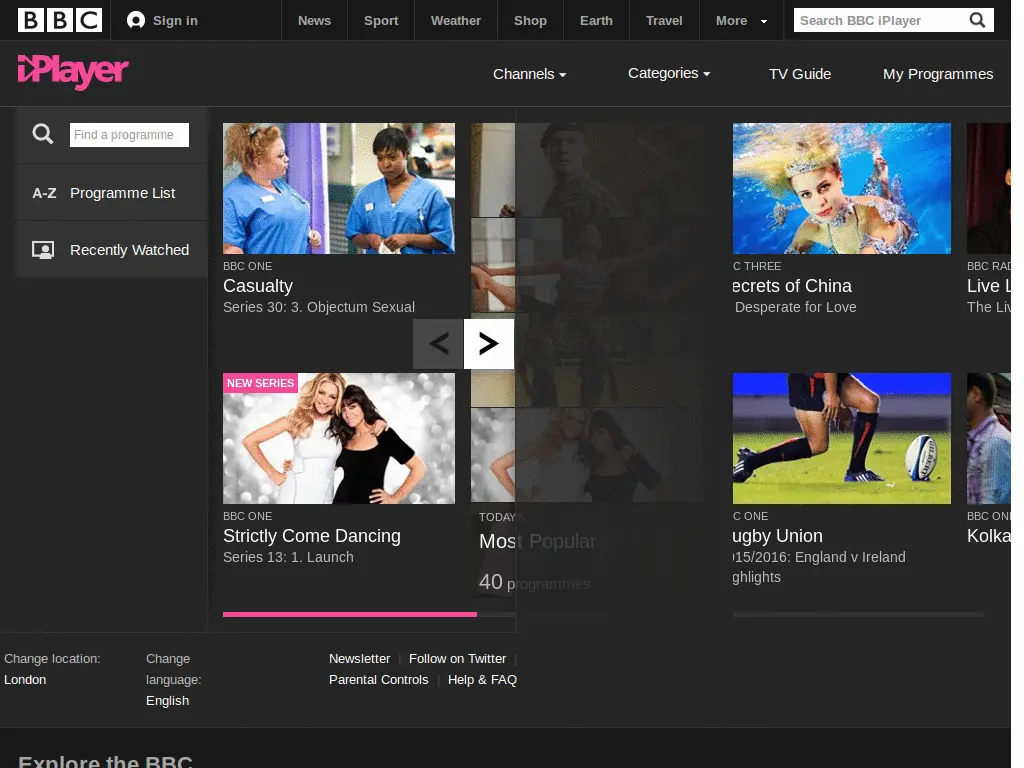 BBC
Sign in
News
Sport
Weather
Shop
Earth
Travel
More
Search BBC iPlayer
iPlayer
Channels
Categories
TV Guide
My Programmes
Find a programme
A-Z Programme List
Recently Watched
BBC ONE
Casualty
Series 30: 3. Objectum Sexual
C THREE
ecrets of China
Desperate for Love
BBC RAD
Live L
The Liv
< >
NEW SERIES
BBC ONE
Strictly Come Dancing
Series 13: 1. Launch
TODAY'S
Most Popular
40 programmes
C ONE
ugby Union
015/2016: England v Ireland
ghlights
BBC ON
Kolka
Change location:
London
Change
language:
English
Newsletter | Follow on Twitter |
Parental Controls | Help & FAQ
Explore the BBC